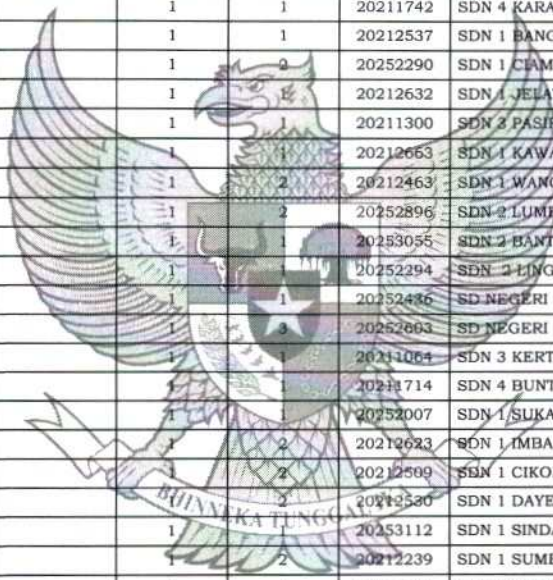 1 1 20211742 SDN 4 KARA
1 1 20212537 SDN 1 BANG
1 2 20252290 SDN 1 CIAM
1 20212632 SDN 1 JELA
1 1 20211300 SDN 3 PASIR
1 1 20212663 SDN 1 KAWA
1 2 20212463 SDN 1 WANG
1 2 20252896 SDN 2 LUM
1 1 20253055 SDN 2 BANT
1 1 20252294 SDN 2 LING
1 1 20252436 SD NEGERI
1 3 20252603 SD NEGERI
1 1 20211064 SDN 3 KERT
1 1 20211714 SDN 4 BUNT
1 1 20252007 SDN 1 SUKA
1 2 20212623 SDN 1 IMBA
1 2 20212509 SDN 1 CIKO
1 2 20212530 SDN 1 DAYE
1 1 20253112 SDN 1 SIND
1 2 20212239 SDN 1 SUM
BHINNEKA TUNGGAL